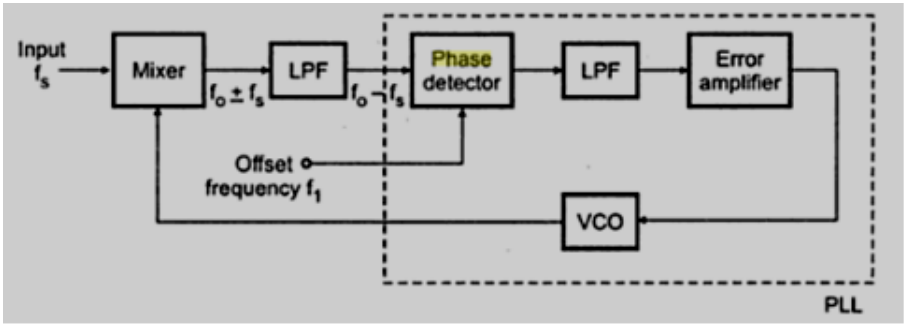 Input
fₛ
Mixer
fₒ ± fₛ
LPF
fₒ – fₛ
Phase
detector
LPF
Error
amplifier
Offset
frequency f₁
VCO
PLL